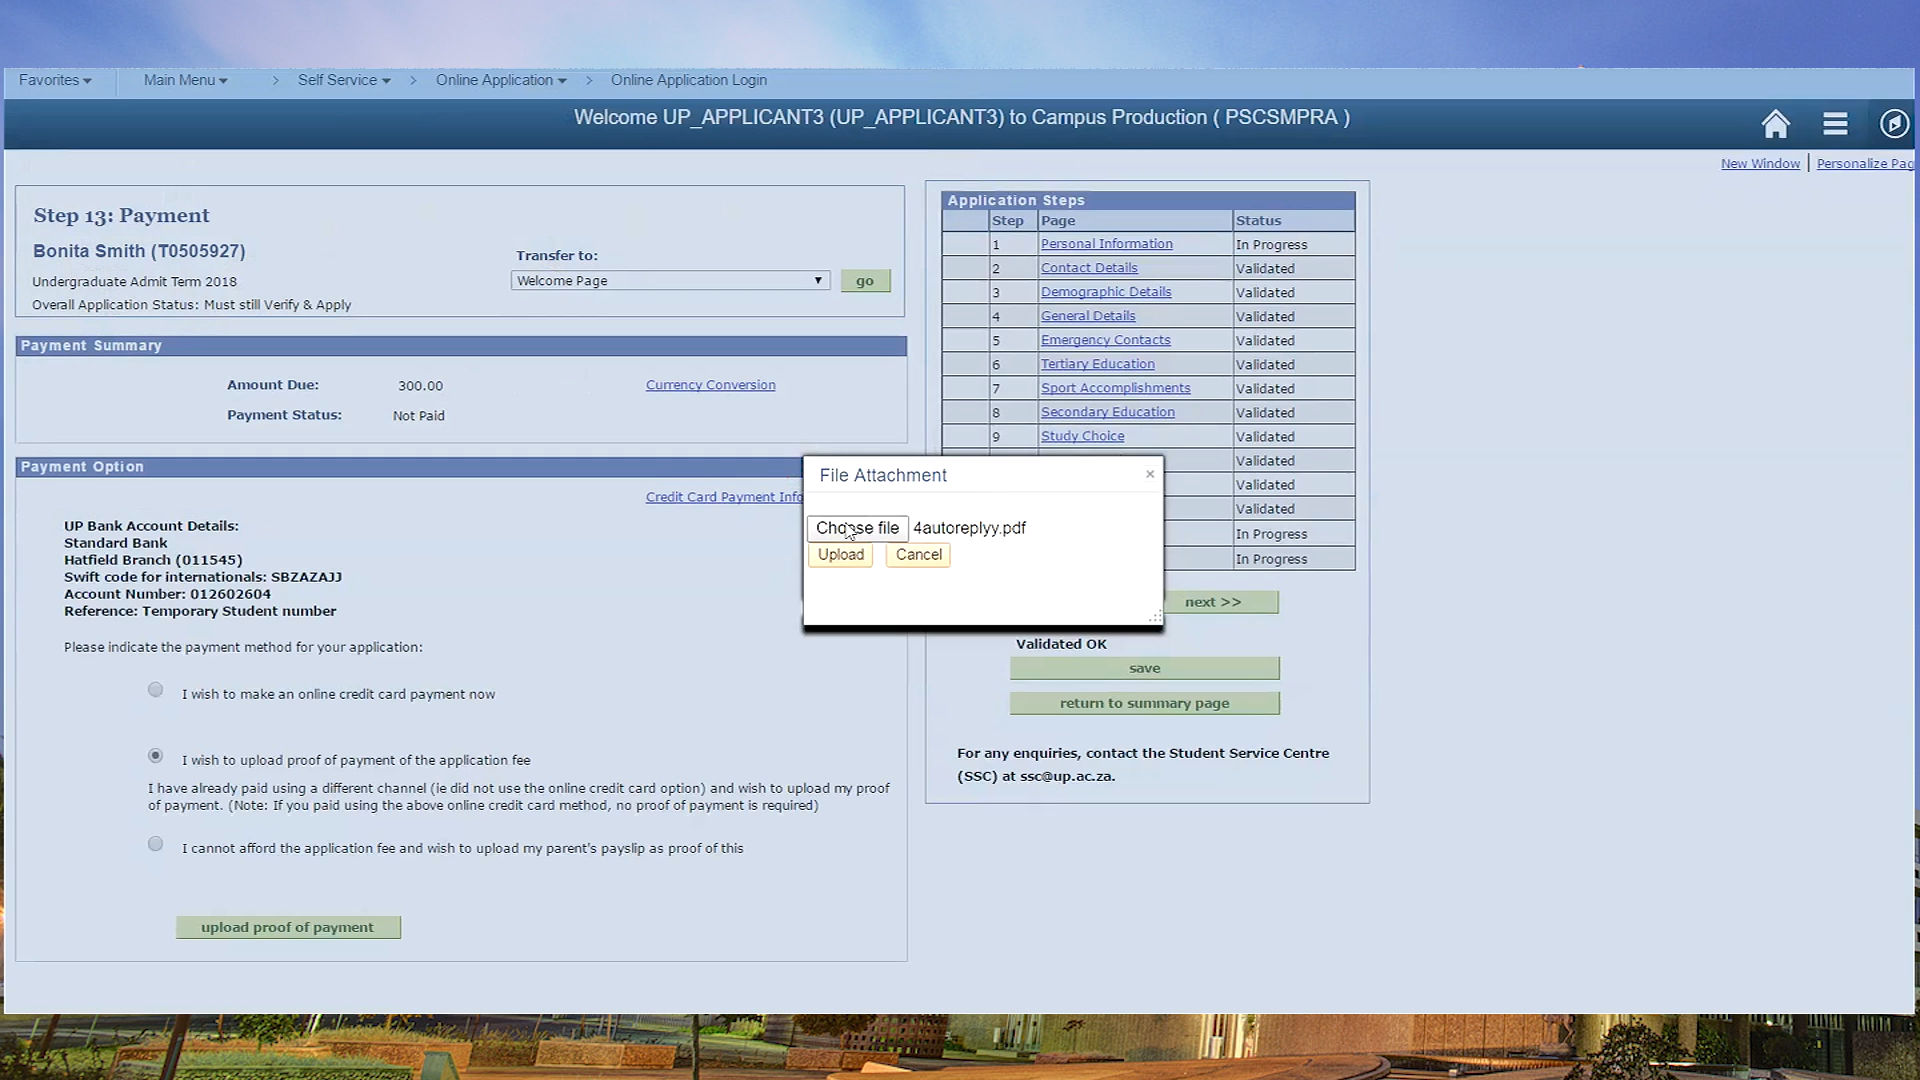 Favorites
Main Menu > Self Service > Online Application > Online Application Login
Welcome UP_APPLICANT3 (UP_APPLICANT3) to Campus Production ( PSCSMPRA )
New Window | Personalize Pag
Step 13: Payment
Bonita Smith (T0505927)
Undergraduate Admit Term 2018
Overall Application Status: Must still Verify & Apply
Transfer to:
Welcome Page
go
Payment Summary
Amount Due: 300.00
Currency Conversion
Payment Status: Not Paid
Payment Option
Credit Card Payment Info
UP Bank Account Details:
Standard Bank
Hatfield Branch (011545)
Swift code for internationals: SBZAZAJJ
Account Number: 012602604
Reference: Temporary Student number
Please indicate the payment method for your application:
I wish to make an online credit card payment now
I wish to upload proof of payment of the application fee
I have already paid using a different channel (ie did not use the online credit card option) and wish to upload my proof
of payment. (Note: If you paid using the above online credit card method, no proof of payment is required)
I cannot afford the application fee and wish to upload my parent's payslip as proof of this
upload proof of payment
File Attachment ×
Choose file 4autoreplyy.pdf
Upload Cancel
Application Steps
Step Page Status
1 Personal Information In Progress
2 Contact Details Validated
3 Demographic Details Validated
4 General Details Validated
5 Emergency Contacts Validated
6 Tertiary Education Validated
7 Sport Accomplishments Validated
8 Secondary Education Validated
9 Study Choice Validated
Validated
Validated
Validated
In Progress
In Progress
next >>
Validated OK
save
return to summary page
For any enquiries, contact the Student Service Centre
(SSC) at ssc@up.ac.za.